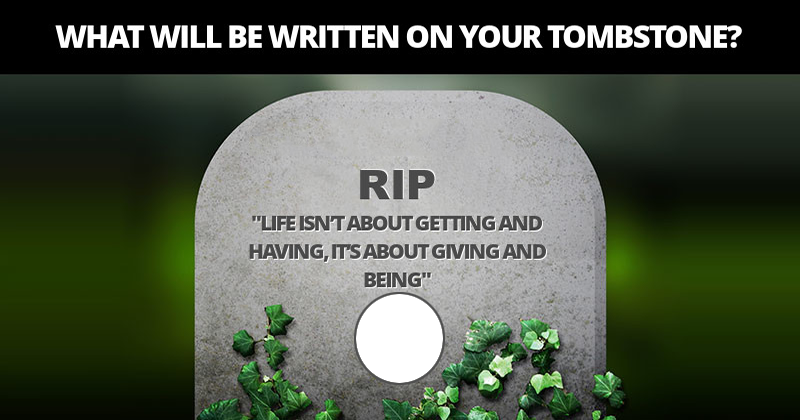 WHAT WILL BE WRITTEN ON YOUR TOMBSTONE?
RIP
"LIFE ISN'T ABOUT GETTING AND
HAVING, IT'S ABOUT GIVING AND
BEING"